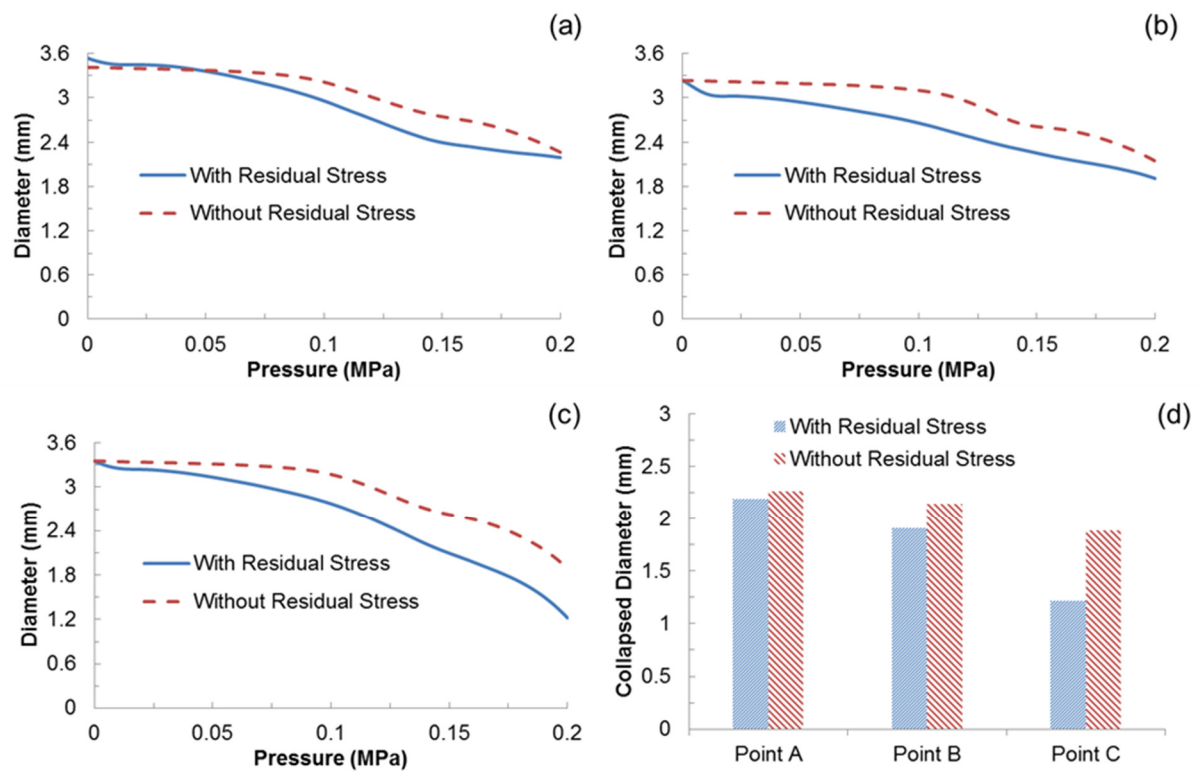 (a)
3.6
3
2.4
1.8
1.2
0.6
0
Diameter (mm)
With Residual Stress
Without Residual Stress
0 0.05 0.1 0.15 0.2
Pressure (MPa)
(b)
3.6
3
2.4
1.8
1.2
0.6
0
Diameter (mm)
With Residual Stress
Without Residual Stress
0 0.05 0.1 0.15 0.2
Pressure (MPa)
(c)
3.6
3
2.4
1.8
1.2
0.6
0
Diameter (mm)
With Residual Stress
Without Residual Stress
0 0.05 0.1 0.15 0.2
Pressure (MPa)
(d)
3
2.5
2
1.5
1
0.5
0
Collapsed Diameter (mm)
With Residual Stress
Without Residual Stress
Point A Point B Point C